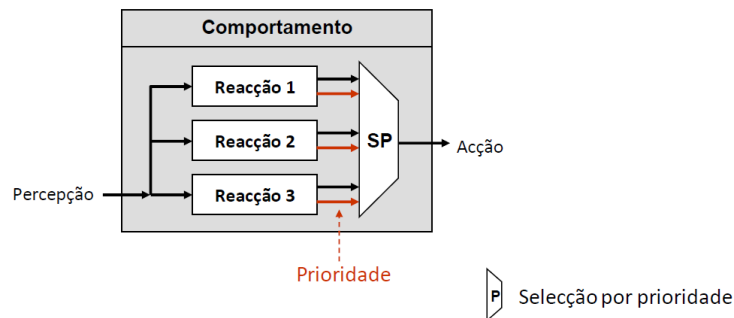 Comportamento
Reacção 1
Reacção 2
SP
Acção
Percepção
Reacção 3
Prioridade
P
Selecção por prioridade